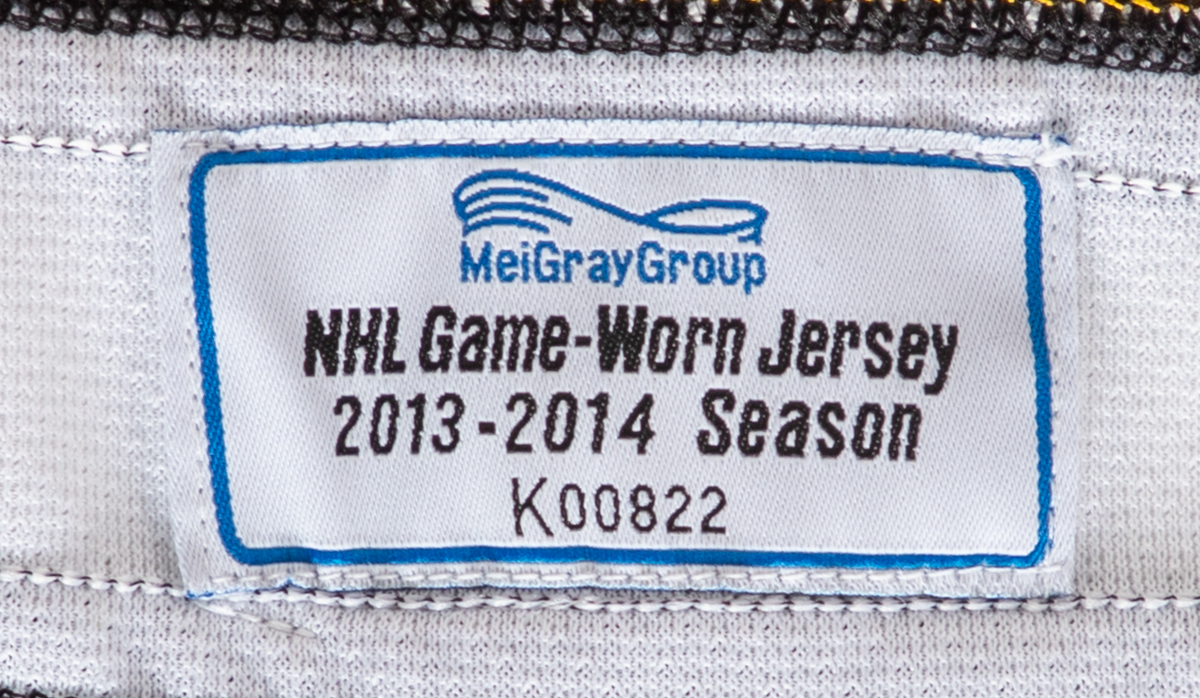 MeiGrayGroup
NHL Game-Worn Jersey
2013-2014 Season
K00822